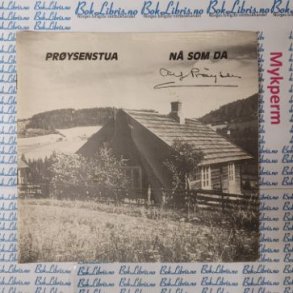 PRØYSENSTUA NÅ SOM DA
Alf Prøysen
Mykperm
Bok-Libris.no